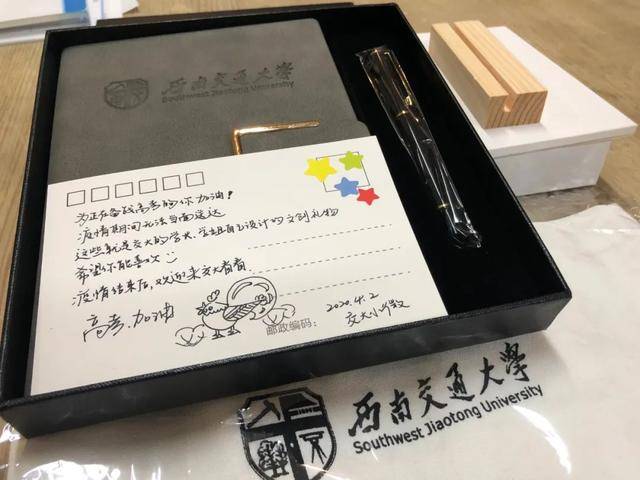 西南交通大學
Southwest Jiaotong University
为正在备战高考的你加油!
疫情期间无法当面送达
这些就是交大的学长、学姐自己设计的文创礼物
希望你能喜欢
疫情结束后,欢迎来交大看看
高考,加油
邮政编码:
2020.4.2
交大小
西南交通大學
Southwest Jiaotong University